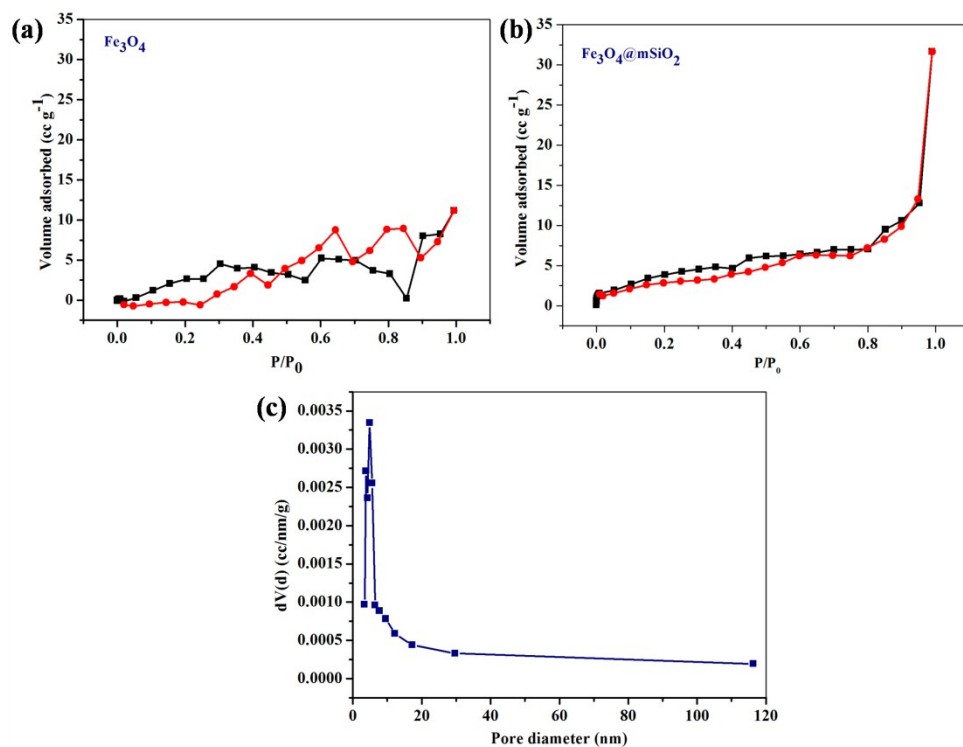 (a)
Fe3O4
Volume adsorbed (cc g-1)
35
30
25
20
15
10
5
0
0.0 0.2 0.4 0.6 0.8 1.0
P/P0
(b)
Fe3O4@mSiO2
Volume adsorbed (cc g-1)
35
30
25
20
15
10
5
0
0.0 0.2 0.4 0.6 0.8 1.0
P/P0
(c)
dV(d) (cc/nm/g)
0.0035
0.0030
0.0025
0.0020
0.0015
0.0010
0.0005
0.0000
0 20 40 60 80 100 120
Pore diameter (nm)